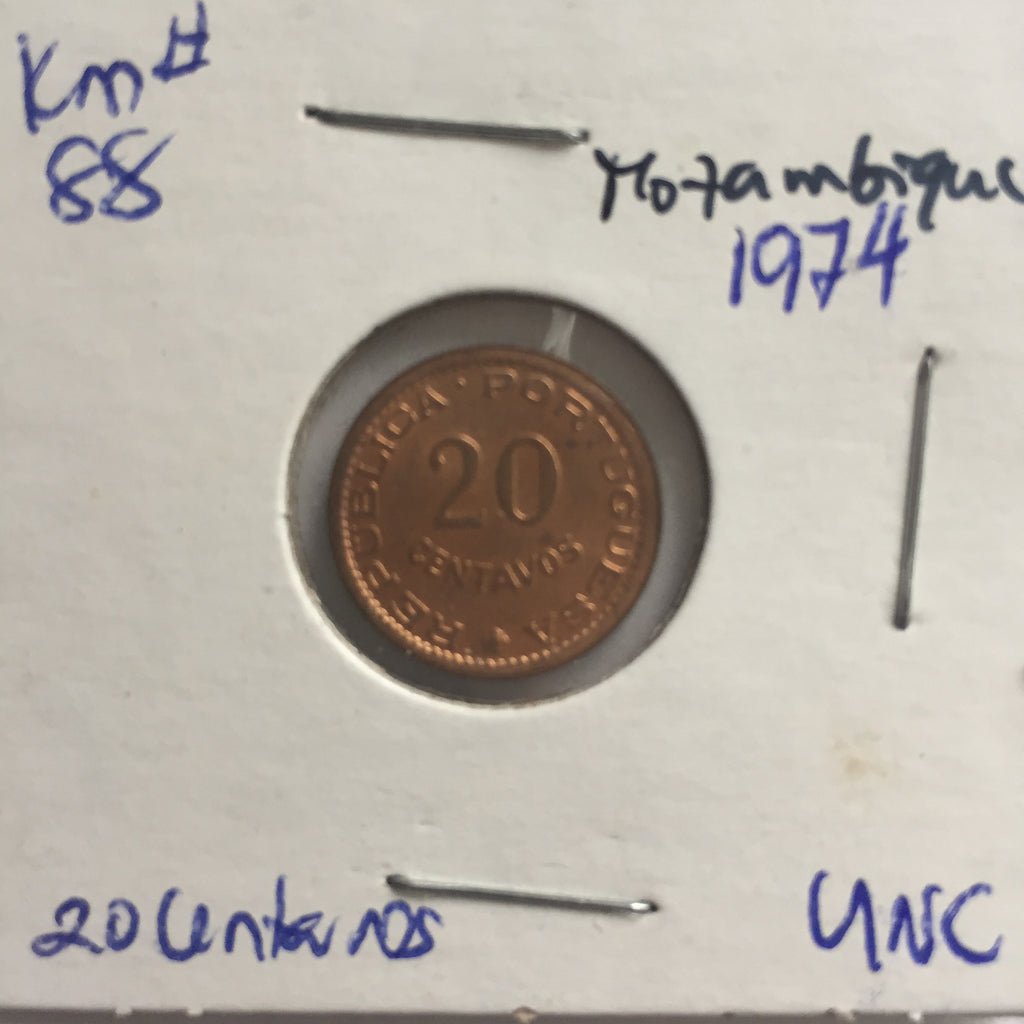 Km#
88
Mozambique
1974
REPUBLICA · PORTUGUESA
20
CENTAVOS
20 Centavos
UNC